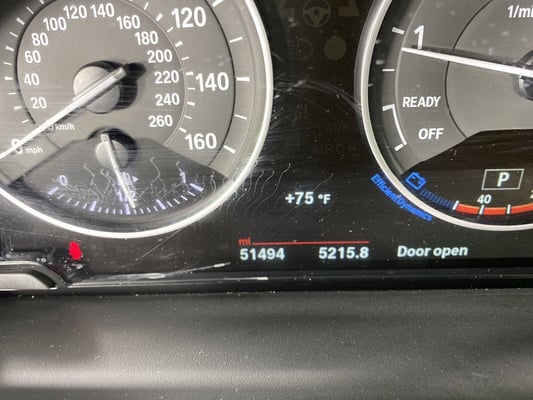 120 140
100 160
80 180
60 200
40 220
20 240
0 260
km/h
mph
120
140
160
0 1
1/mi
1
READY
OFF
P
40
EfficientDynamics
+75 °F
mi
51494 5215.8
Door open